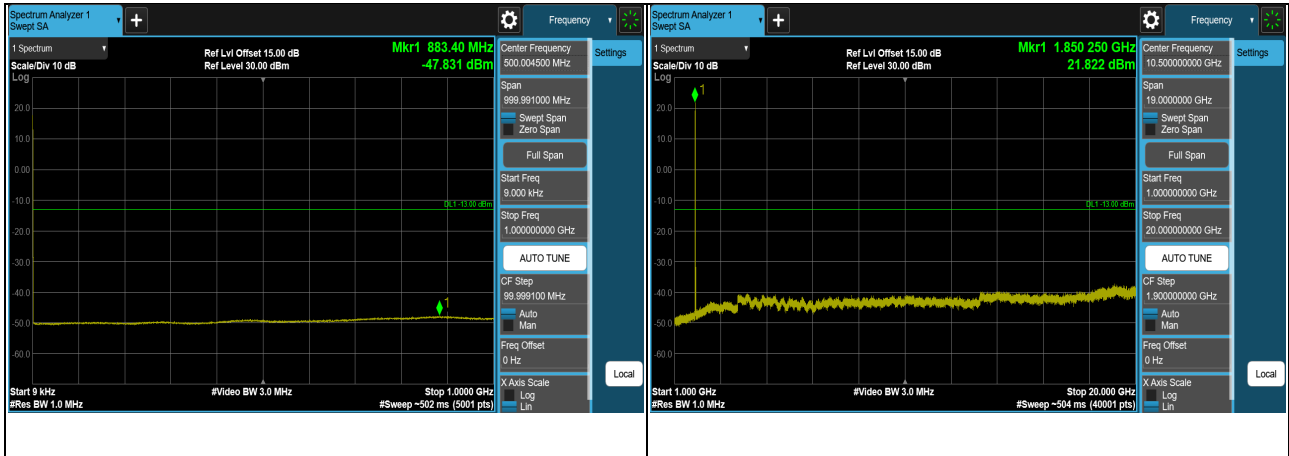 Spectrum Analyzer 1
Swept SA
+
Frequency
1 Spectrum
Scale/Div 10 dB
Log
Ref Lvl Offset 15.00 dB
Ref Level 30.00 dBm
Mkr1 883.40 MHz
-47.831 dBm
20.0
10.0
0.00
-10.0
-20.0
-30.0
-40.0
-50.0
-60.0
DL1 -13.00 dBm
1
Start 9 kHz
#Res BW 1.0 MHz
#Video BW 3.0 MHz
Stop 1.0000 GHz
#Sweep ~502 ms (5001 pts)
Center Frequency
500.004500 MHz
Span
999.991000 MHz
Swept Span
Zero Span
Full Span
Start Freq
9.000 kHz
Stop Freq
1.000000000 GHz
AUTO TUNE
CF Step
99.999100 MHz
Auto
Man
Freq Offset
0 Hz
X Axis Scale
Log
Lin
Settings
Local
Spectrum Analyzer 1
Swept SA
+
Frequency
1 Spectrum
Scale/Div 10 dB
Log
Ref Lvl Offset 15.00 dB
Ref Level 30.00 dBm
Mkr1 1.850 250 GHz
21.822 dBm
1
20.0
10.0
0.00
-10.0
-20.0
-30.0
-40.0
-50.0
-60.0
DL1 -13.00 dBm
Start 1.000 GHz
#Res BW 1.0 MHz
#Video BW 3.0 MHz
Stop 20.000 GHz
#Sweep ~504 ms (40001 pts)
Center Frequency
10.500000000 GHz
Span
19.0000000 GHz
Swept Span
Zero Span
Full Span
Start Freq
1.000000000 GHz
Stop Freq
20.000000000 GHz
AUTO TUNE
CF Step
1.900000000 GHz
Auto
Man
Freq Offset
0 Hz
X Axis Scale
Log
Lin
Settings
Local